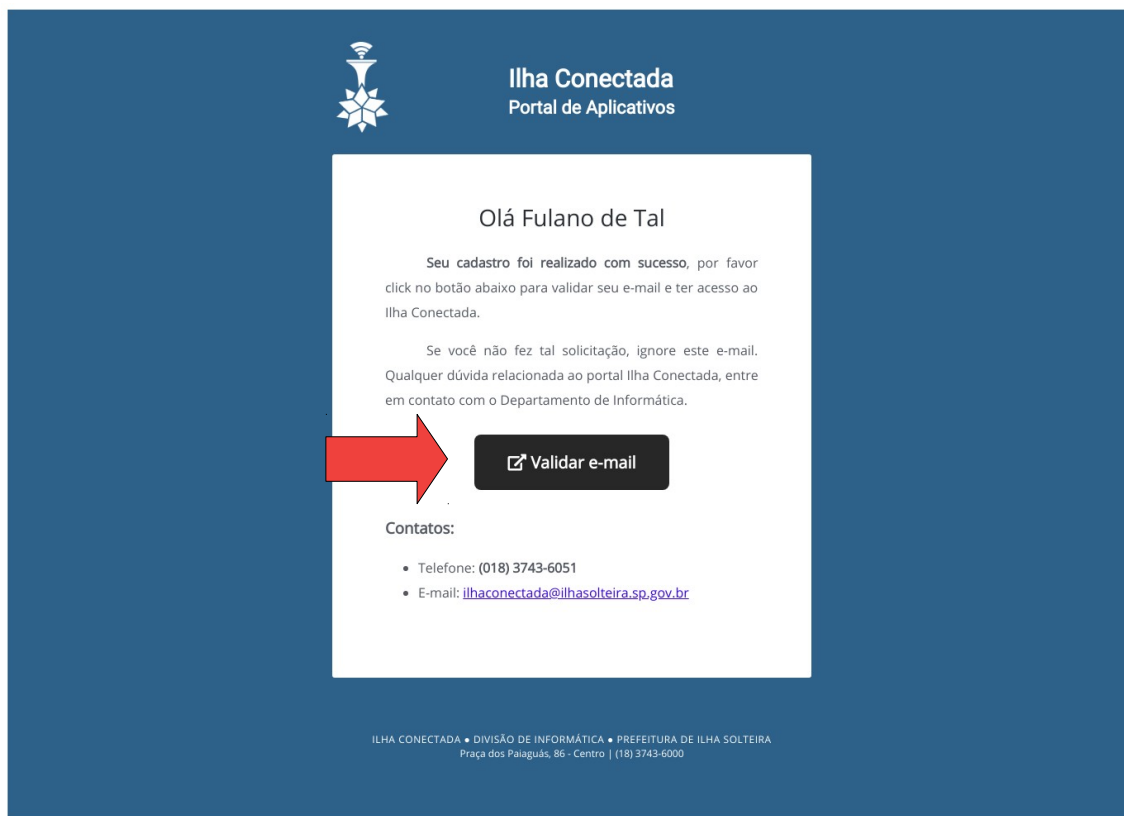 Ilha Conectada
Portal de Aplicativos
Olá Fulano de Tal
Seu cadastro foi realizado com sucesso, por favor
click no botão abaixo para validar seu e-mail e ter acesso ao
Ilha Conectada.
Se você não fez tal solicitação, ignore este e-mail.
Qualquer dúvida relacionada ao portal Ilha Conectada, entre
em contato com o Departamento de Informática.
Validar e-mail
Contatos:
• Telefone: (018) 3743-6051
• E-mail: ilhaconectada@ilhasolteira.sp.gov.br
ILHA CONECTADA ● DIVISÃO DE INFORMÁTICA ● PREFEITURA DE ILHA SOLTEIRA
Praça dos Paiaguás, 86 - Centro | (18) 3743-6000